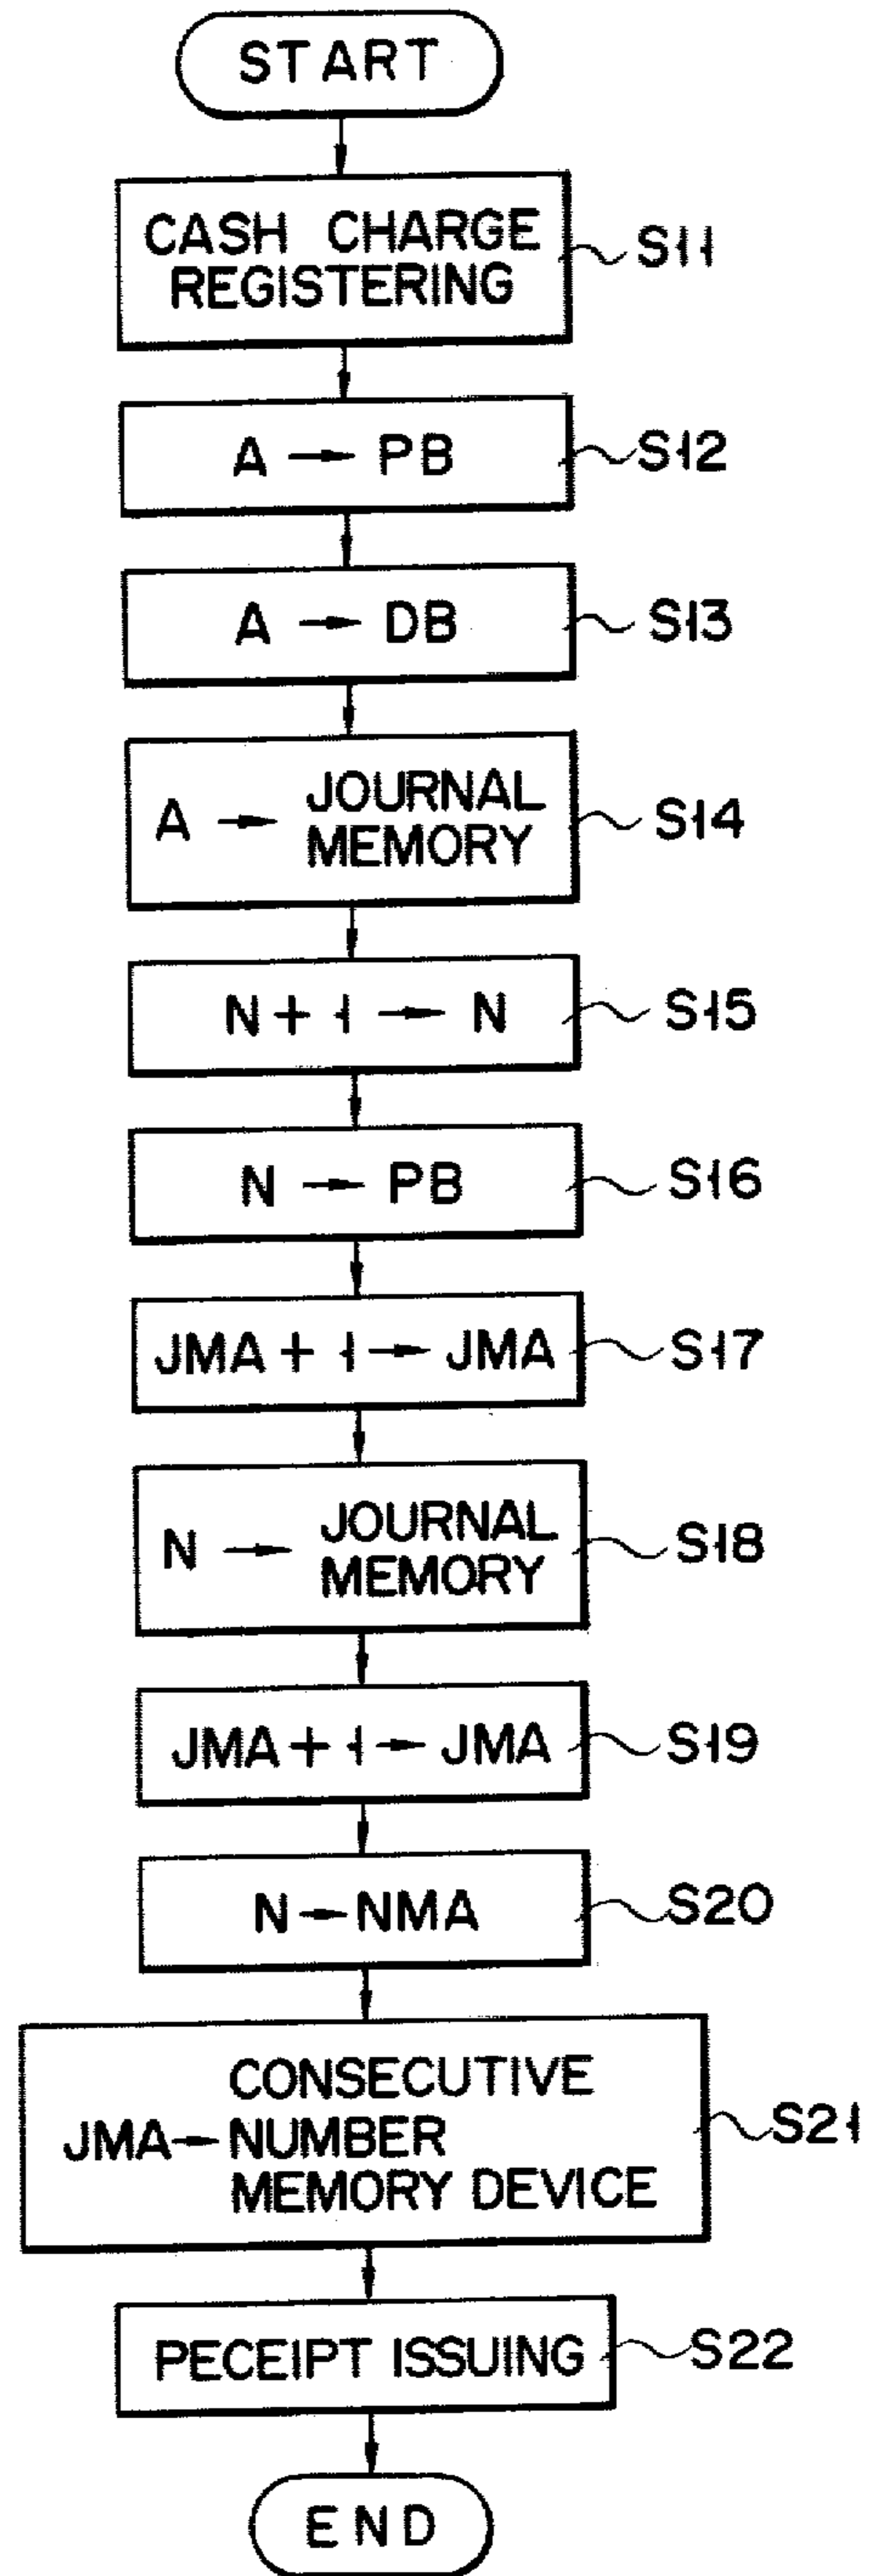 START
CASH CHARGE
REGISTERING
S11
A → PB
S12
A → DB
S13
A → JOURNAL
MEMORY
S14
N + 1 → N
S15
N → PB
S16
JMA + 1 → JMA
S17
N → JOURNAL
MEMORY
S18
JMA + 1 → JMA
S19
N → NMA
S20
CONSECUTIVE
JMA → NUMBER
MEMORY DEVICE
S21
PECEIPT ISSUING
S22
END